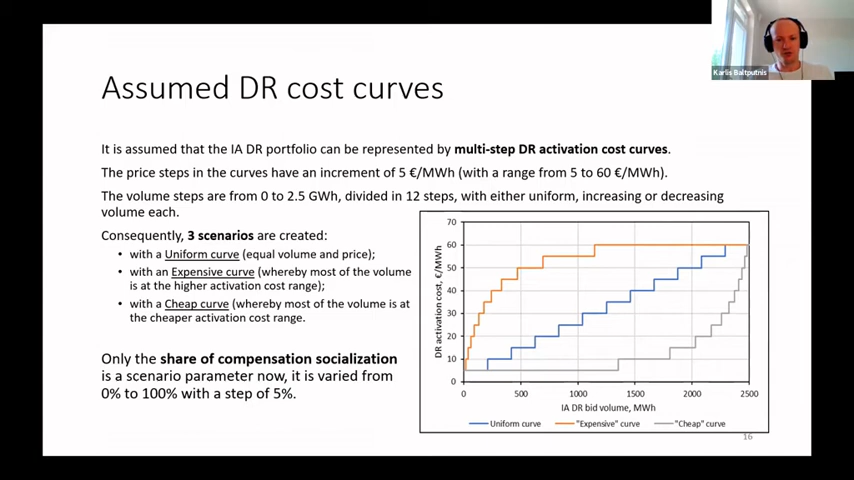 Karlis Baltputnis
Assumed DR cost curves
It is assumed that the IA DR portfolio can be represented by multi-step DR activation cost curves.
The price steps in the curves have an increment of 5 €/MWh (with a range from 5 to 60 €/MWh).
The volume steps are from 0 to 2.5 GWh, divided in 12 steps, with either uniform, increasing or decreasing
volume each.
Consequently, 3 scenarios are created:
• with a Uniform curve (equal volume and price);
• with an Expensive curve (whereby most of the volume
is at the higher activation cost range);
• with a Cheap curve (whereby most of the volume is at
the cheaper activation cost range.
Only the share of compensation socialization
is a scenario parameter now, it is varied from
0% to 100% with a step of 5%.
DR activation cost, €/MWh
70
60
50
40
30
20
10
0
0 500 1000 1500 2000 2500
IA DR bid volume, MWh
Uniform curve "Expensive" curve "Cheap" curve
16